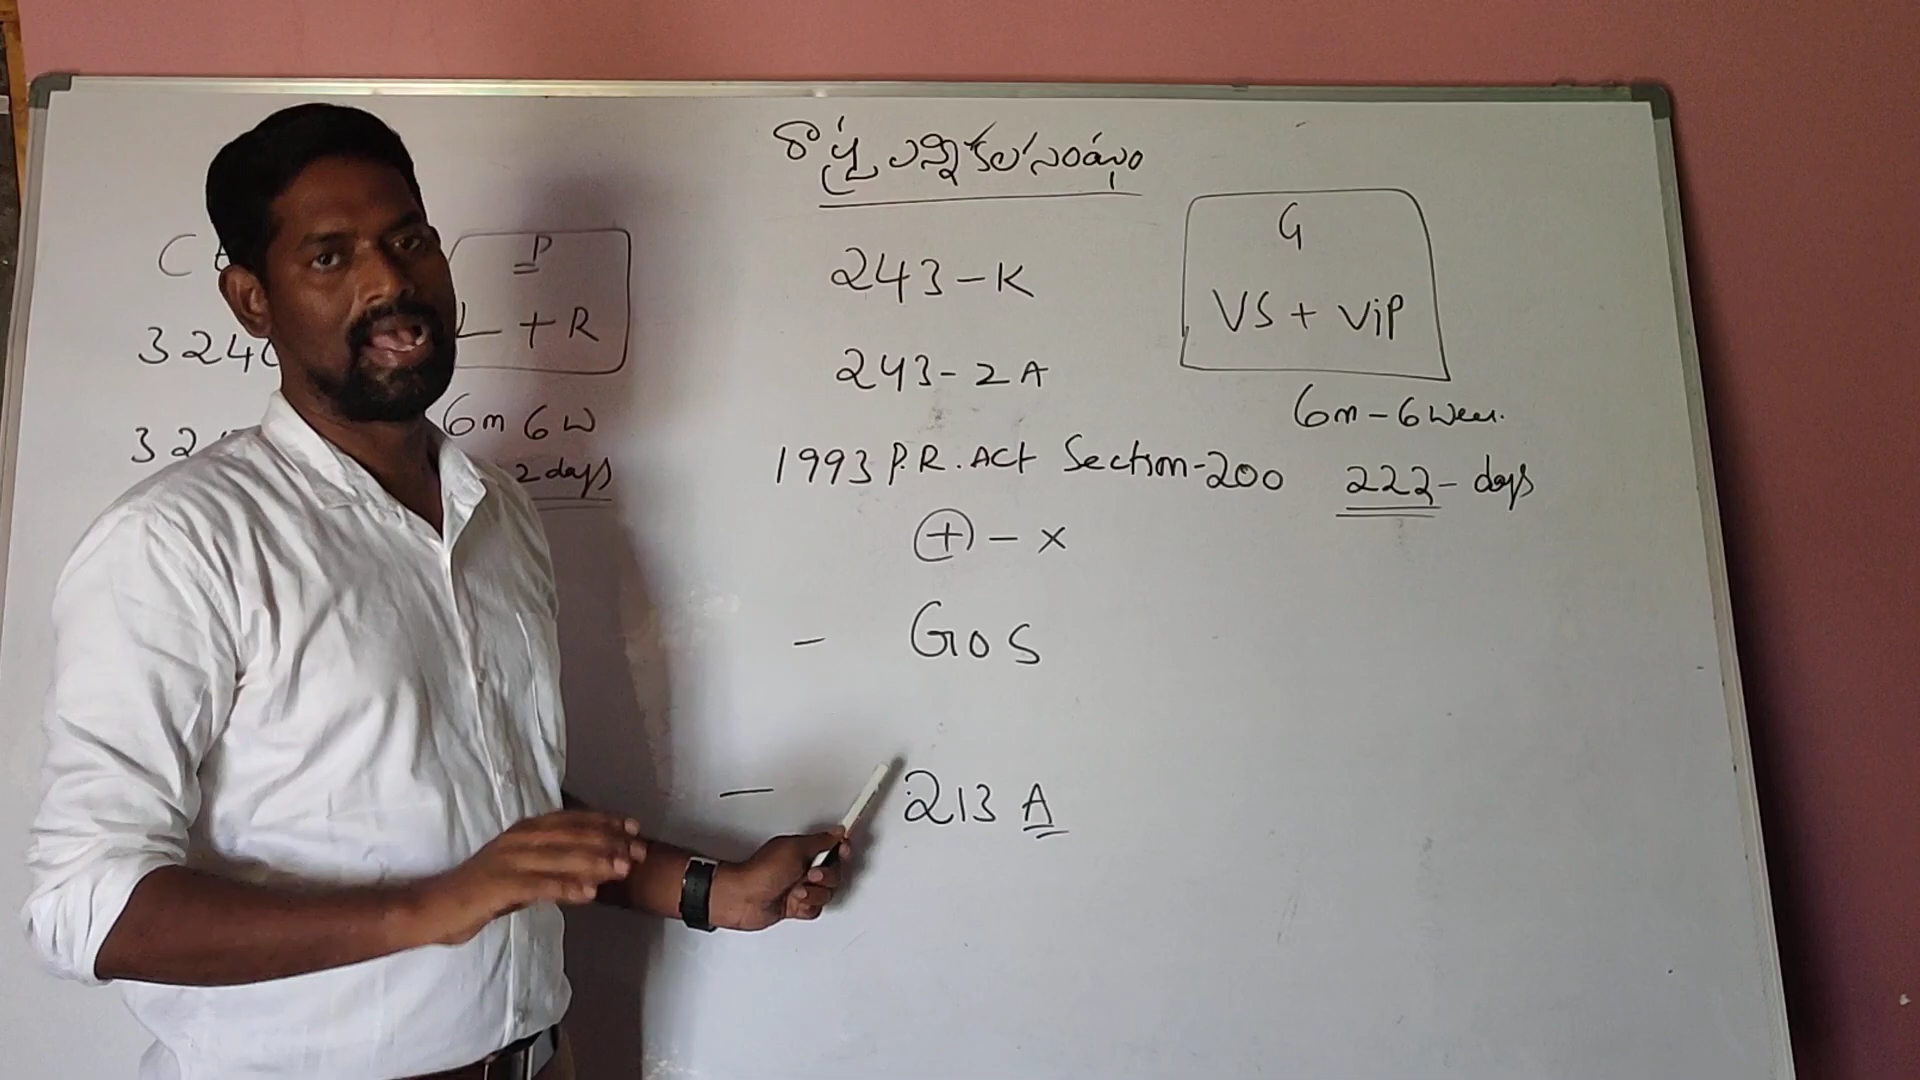 రాష్ట్ర ఎన్నికల సంఘం
243-K
243-2A
1993 P.R. Act Section-200
⊕ - x
- GoS
- 213 A
G
VS + ViP
6m - 6 Week.
222 - days
P
L + R
6m 6w
2 days
C
324